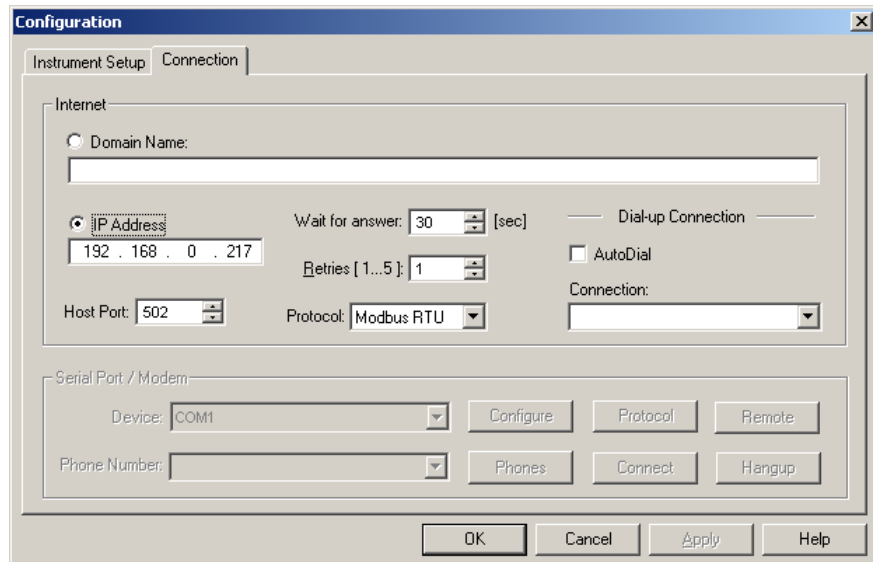 Configuration
Instrument Setup Connection
Internet
Domain Name:
IP Address Wait for answer: 30 [sec] Dial-up Connection
192 . 168 . 0 . 217
Retries [ 1...5 ]: 1 AutoDial
Connection:
Host Port: 502 Protocol: Modbus RTU
Serial Port / Modem
Device: COM1 Configure Protocol Remote
Phone Number: Phones Connect Hangup
OK Cancel Apply Help